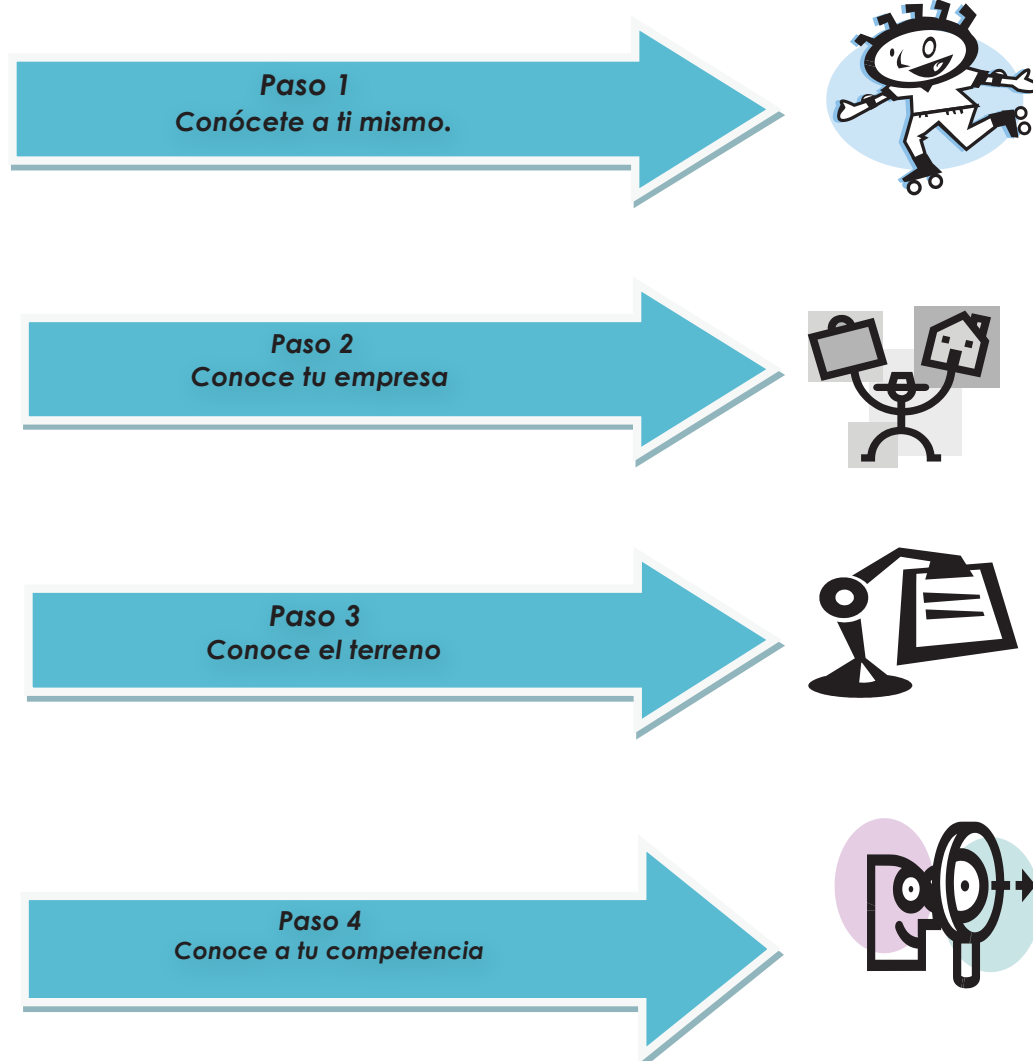 Paso 1
Conócete a ti mismo.
Paso 2
Conoce tu empresa
Paso 3
Conoce el terreno
Paso 4
Conoce a tu competencia